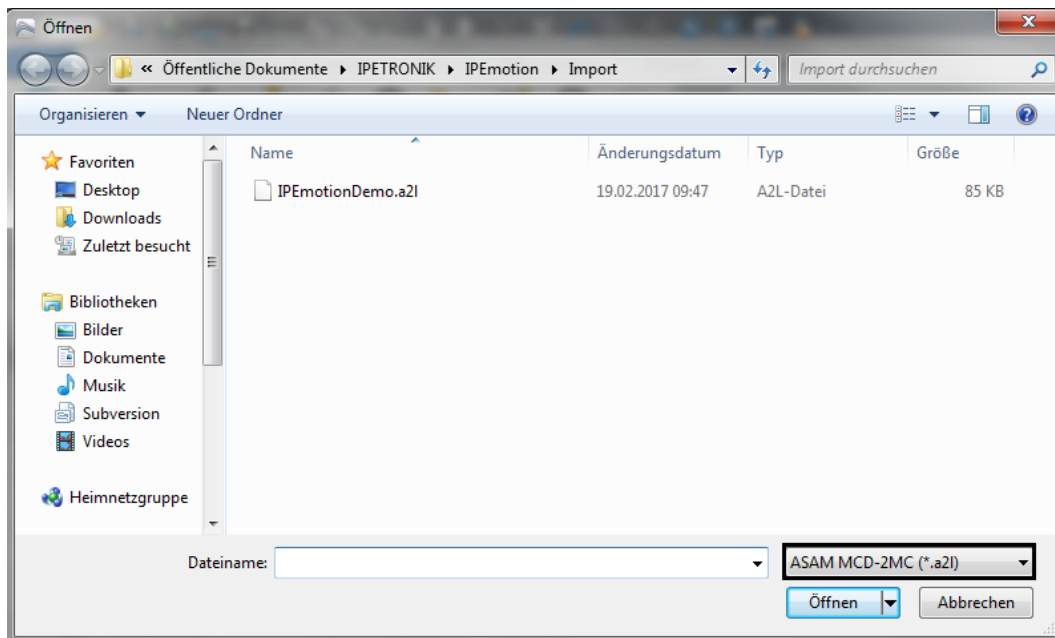 Öffnen
« Öffentliche Dokumente IPETRONIK IPEmotion Import
Import durchsuchen
Organisieren Neuer Ordner
Name Änderungsdatum Typ Größe
IPEmotionDemo.a2l 19.02.2017 09:47 A2L-Datei 85 KB
Favoriten
Desktop
Downloads
Zuletzt besucht
Bibliotheken
Bilder
Dokumente
Musik
Subversion
Videos
Heimnetzgruppe
Dateiname:
ASAM MCD-2MC (*.a2l)
Öffnen Abbrechen